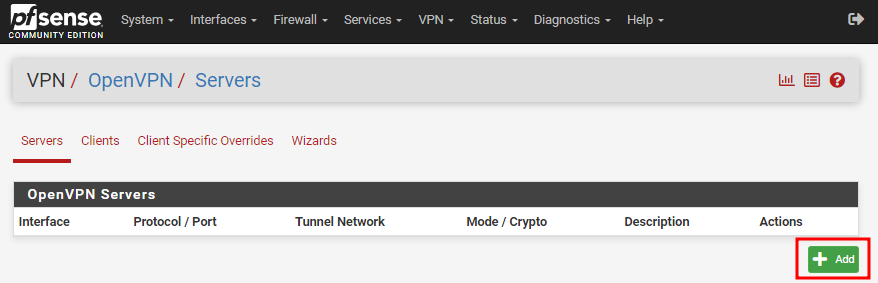 pfsense
COMMUNITY EDITION
System Interfaces Firewall Services VPN Status Diagnostics Help
VPN / OpenVPN / Servers
Servers Clients Client Specific Overrides Wizards
OpenVPN Servers
Interface Protocol / Port Tunnel Network Mode / Crypto Description Actions
Add